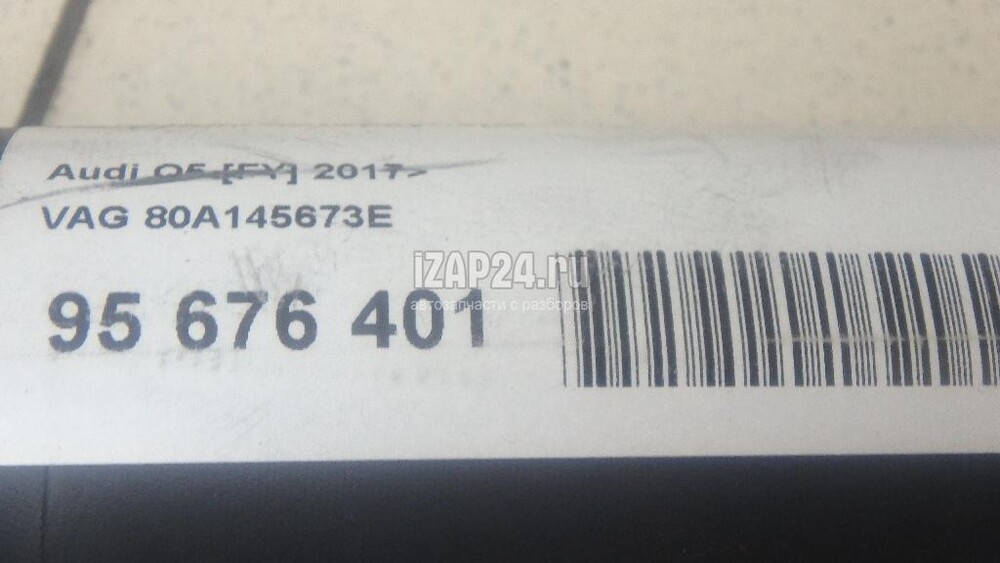 Audi Q5 [FY] 2017>
VAG 80A145673E
iZAP24.ru
автозапчасти с разборов
95 676 401